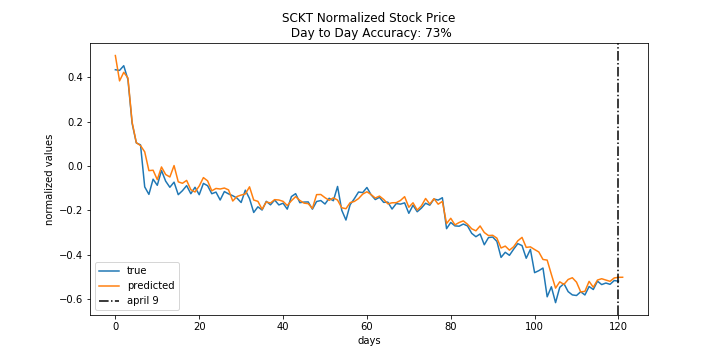 SCKT Normalized Stock Price
Day to Day Accuracy: 73%
normalized values
0.4
0.2
0.0
−0.2
−0.4
−0.6
true
predicted
april 9
0 20 40 60 80 100 120
days